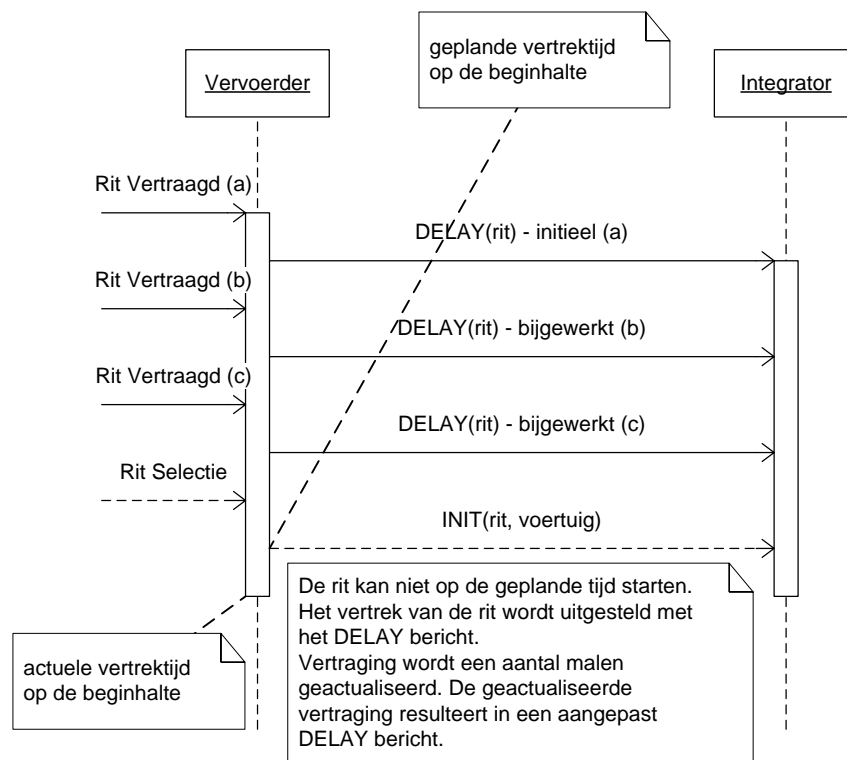 geplande vertrektijd
op de beginhalte
Vervoerder
Integrator
Rit Vertraagd (a)
DELAY(rit) - initieel (a)
Rit Vertraagd (b)
DELAY(rit) - bijgewerkt (b)
Rit Vertraagd (c)
DELAY(rit) - bijgewerkt (c)
Rit Selectie
INIT(rit, voertuig)
De rit kan niet op de geplande tijd starten.
Het vertrek van de rit wordt uitgesteld met
het DELAY bericht.
Vertraging wordt een aantal malen
geactualiseerd. De geactualiseerde
vertraging resulteert in een aangepast
DELAY bericht.
actuele vertrektijd
op de beginhalte